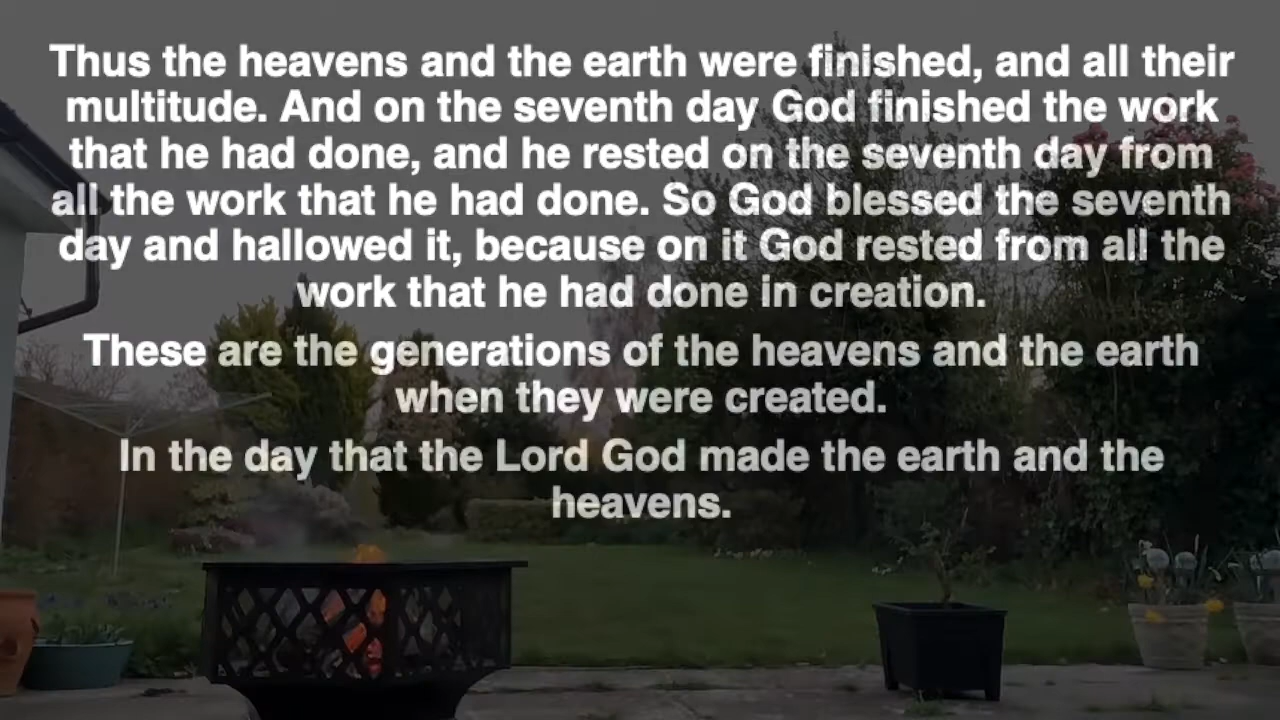 Thus the heavens and the earth were finished, and all their
multitude. And on the seventh day God finished the work
that he had done, and he rested on the seventh day from
all the work that he had done. So God blessed the seventh
day and hallowed it, because on it God rested from all the
work that he had done in creation.
These are the generations of the heavens and the earth
when they were created.
In the day that the Lord God made the earth and the
heavens.